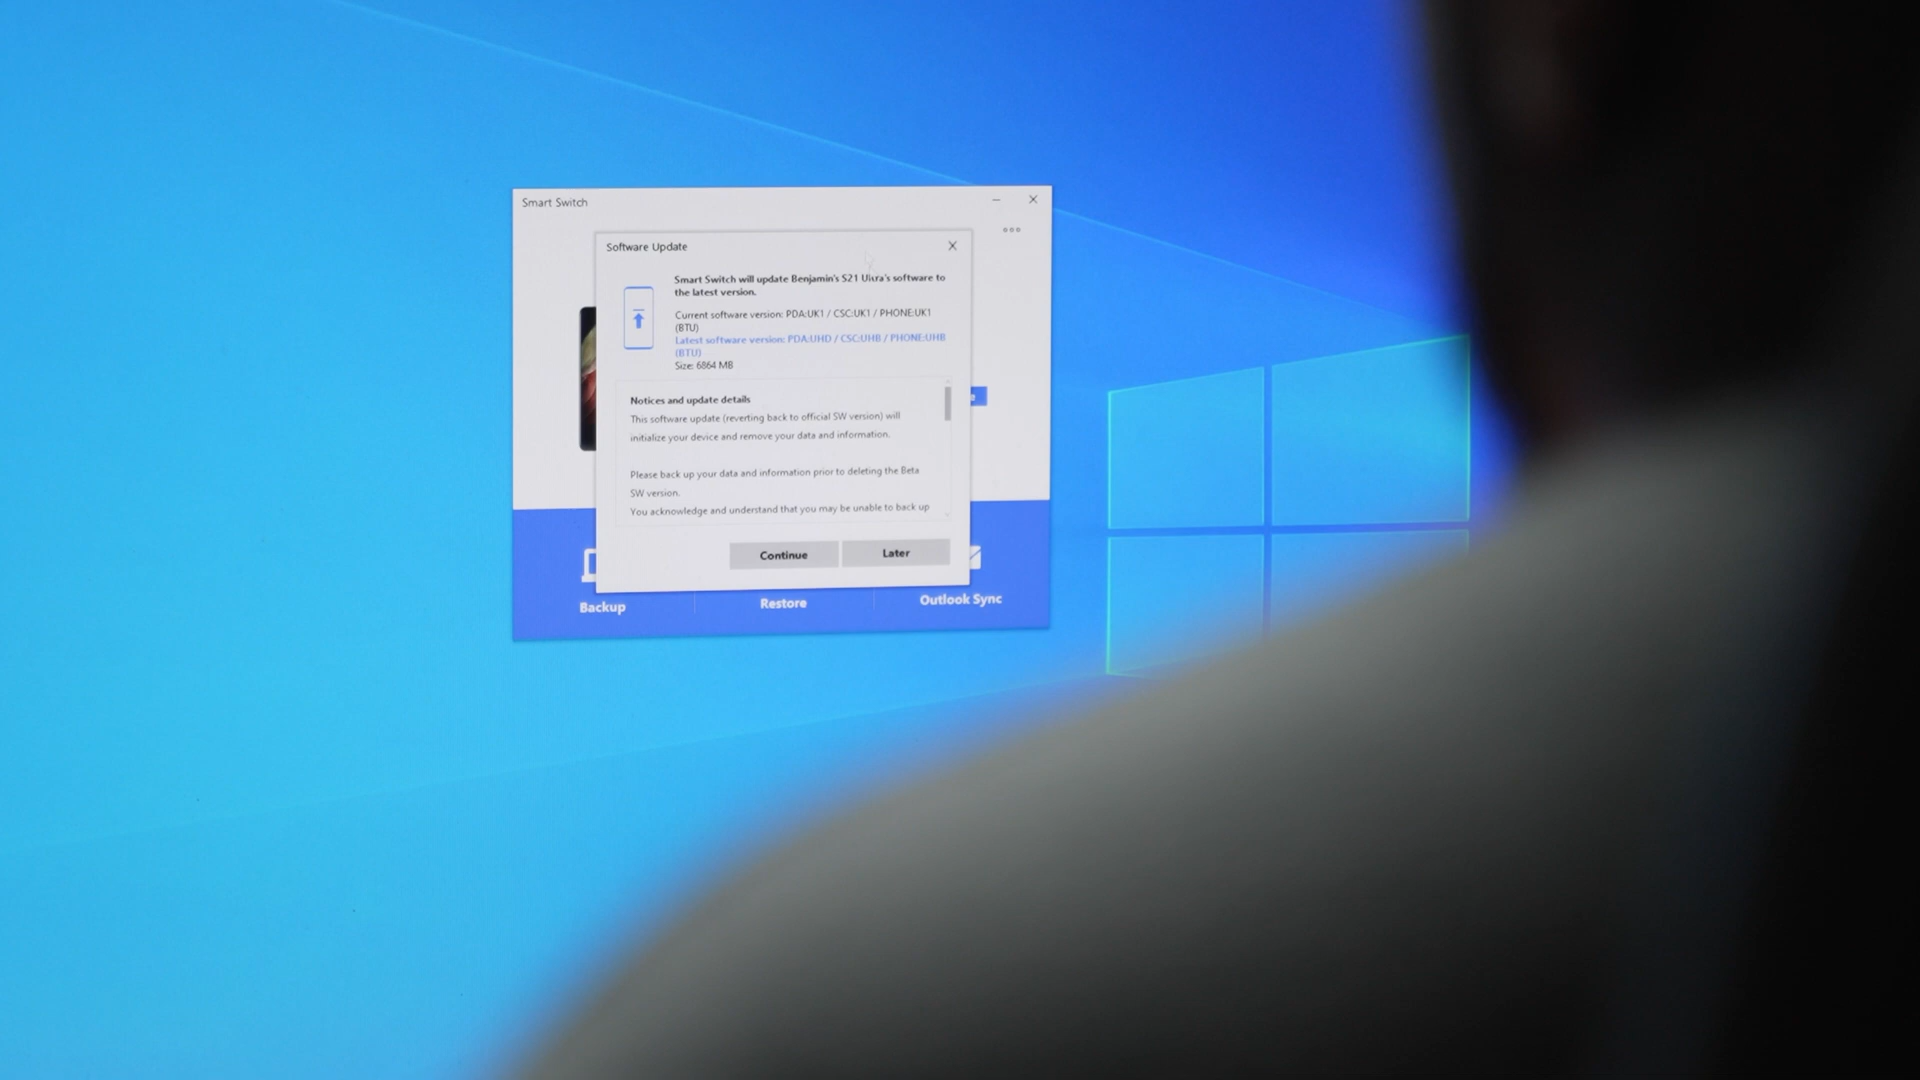 Smart Switch
Software Update
Smart Switch will update Benjamin's S21 Ultra's software to
the latest version.
Current software version: PDA:UK1 / CSC:UK1 / PHONE:UK1
(BTU)
Latest software version: PDA:UHD / CSC:UHB / PHONE:UHB
(BTU)
Size: 6864 MB
Notices and update details
This software update (reverting back to official SW version) will
initialize your device and remove your data and information.
Please back up your data and information prior to deleting the Beta
SW version.
You acknowledge and understand that you may be unable to back up
Continue
Later
Backup
Restore
Outlook Sync